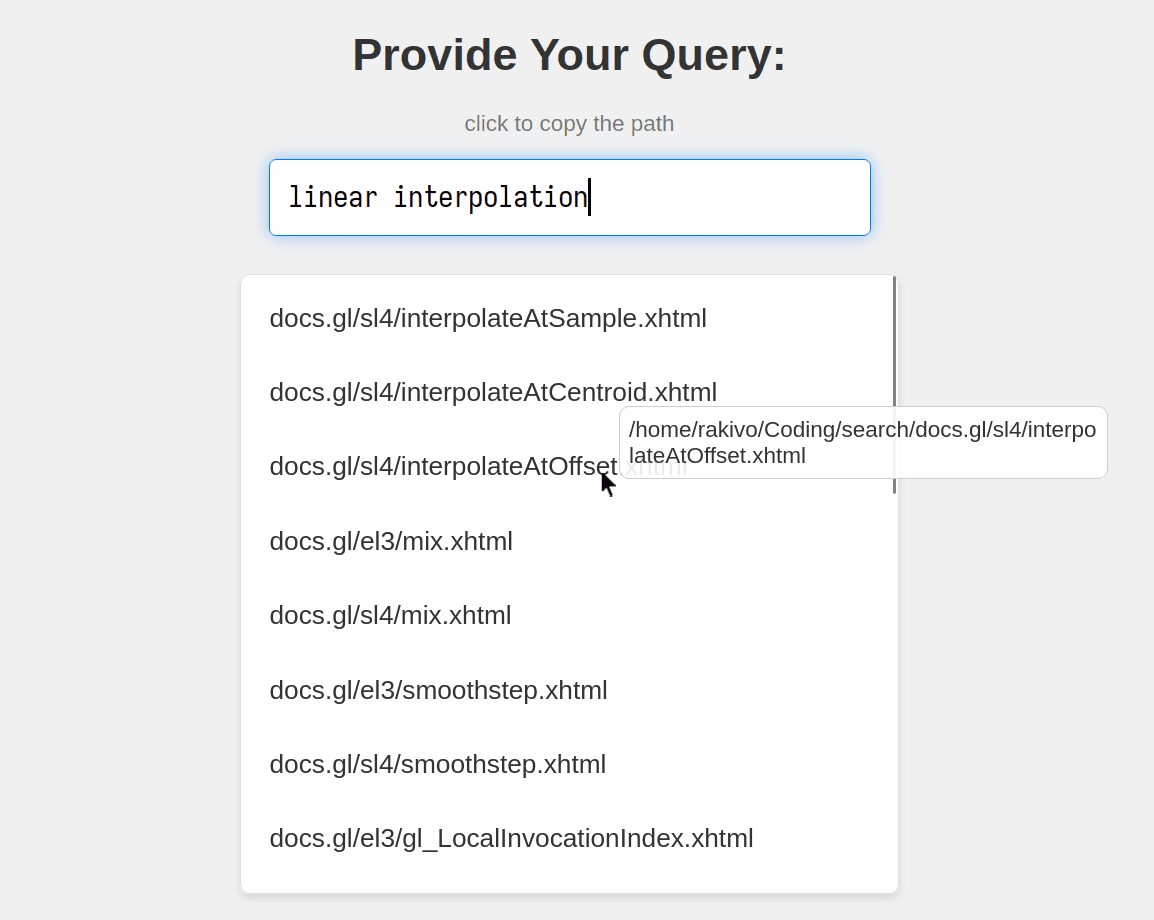 Provide Your Query:
click to copy the path
linear interpolation
docs.gl/sl4/interpolateAtSample.xhtml
docs.gl/sl4/interpolateAtCentroid.xhtml
/home/rakivo/Coding/search/docs.gl/sl4/interpo
lateAtOffset.xhtml
docs.gl/sl4/interpolateAtOffset.xhtml
docs.gl/el3/mix.xhtml
docs.gl/sl4/mix.xhtml
docs.gl/el3/smoothstep.xhtml
docs.gl/sl4/smoothstep.xhtml
docs.gl/el3/gl_LocalInvocationIndex.xhtml